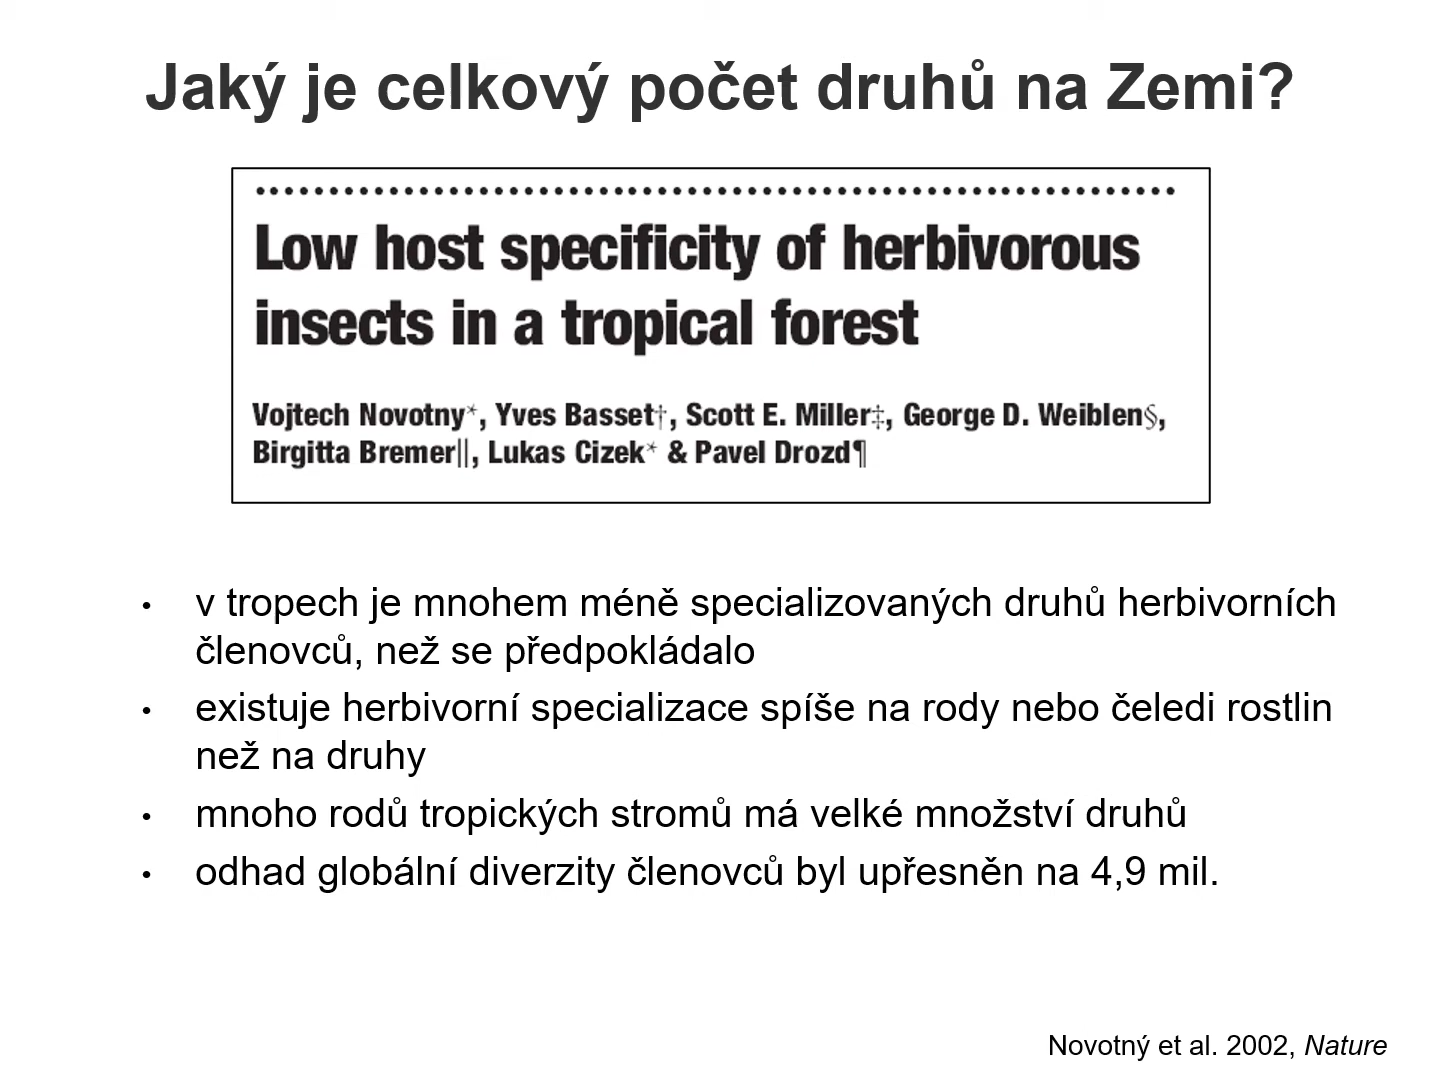 Jaký je celkový počet druhů na Zemi?
Low host specificity of herbivorous
insects in a tropical forest
Vojtech Novotny*, Yves Basset†, Scott E. Miller‡, George D. Weiblen§,
Birgitta Bremer||, Lukas Cizek* & Pavel Drozd¶
• v tropech je mnohem méně specializovaných druhů herbivorních
členovců, než se předpokládalo
• existuje herbivorní specializace spíše na rody nebo čeledi rostlin
než na druhy
• mnoho rodů tropických stromů má velké množství druhů
• odhad globální diverzity členovců byl upřesněn na 4,9 mil.
Novotný et al. 2002, Nature